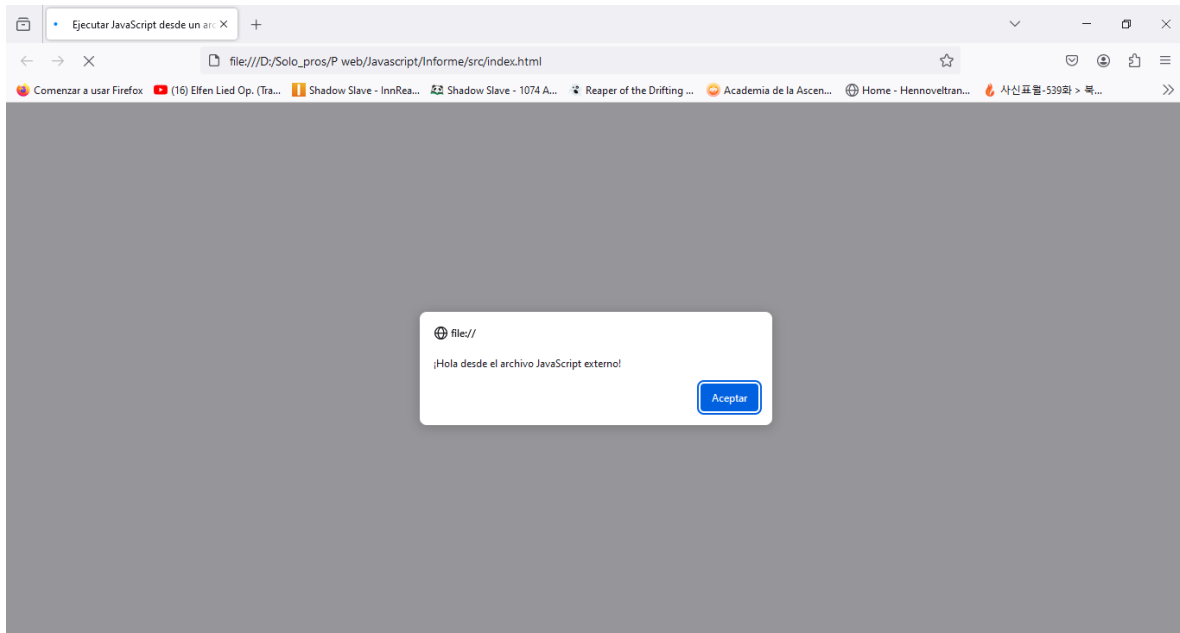 Ejecutar JavaScript desde un arc
file:///D:/Solo_pros/P web/Javascript/Informe/src/index.html
Comenzar a usar Firefox (16) Elfen Lied Op. (Tra... Shadow Slave - InnRea... Shadow Slave - 1074 A... Reaper of the Drifting ... Academia de la Ascen... Home - Hennoveltran... 사신표월-539화 > 북...
file://
¡Hola desde el archivo JavaScript externo!
Aceptar